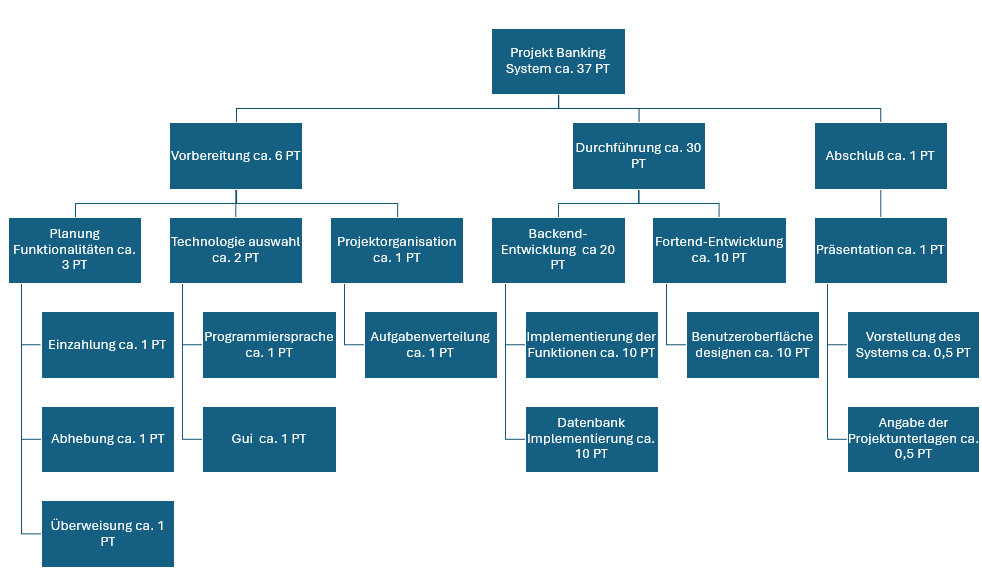 Projekt Banking
System ca. 37 PT
Vorbereitung ca. 6 PT
Durchführung ca. 30
PT
Abschluß ca. 1 PT
Planung
Funktionalitäten ca.
3 PT
Technologie auswahl
ca. 2 PT
Projektorganisation
ca. 1 PT
Backend-
Entwicklung ca 20
PT
Fortend-Entwicklung
ca. 10 PT
Präsentation ca. 1 PT
Einzahlung ca. 1 PT
Programmiersprache
ca. 1 PT
Aufgabenverteilung
ca. 1 PT
Implementierung der
Funktionen ca. 10 PT
Benutzeroberfläche
designen ca. 10 PT
Vorstellung des
Systems ca. 0,5 PT
Abhebung ca. 1 PT
Gui ca. 1 PT
Datenbank
Implementierung ca.
10 PT
Angabe der
Projektunterlagen ca.
0,5 PT
Überweisung ca. 1
PT